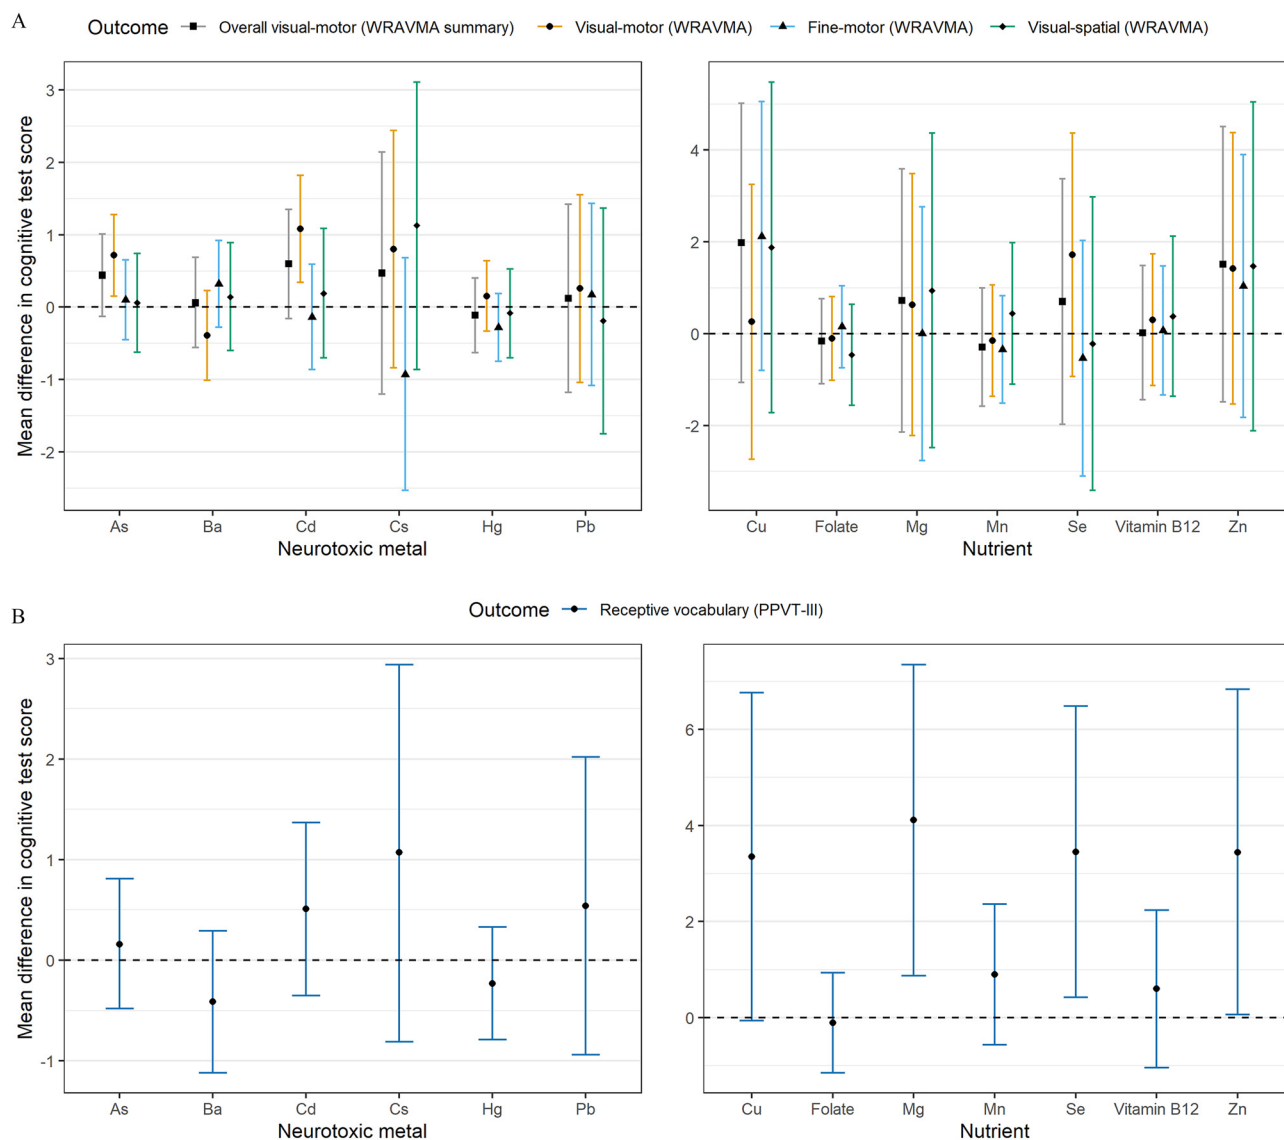 A
Outcome Overall visual-motor (WRAVMA summary) Visual-motor (WRAVMA) Fine-motor (WRAVMA) Visual-spatial (WRAVMA)
Mean difference in cognitive test score
3
2
1
0
-1
-2
As Ba Cd Cs Hg Pb
Neurotoxic metal
4
2
0
-2
Cu Folate Mg Mn Se Vitamin B12 Zn
Nutrient
B
Outcome Receptive vocabulary (PPVT-III)
Mean difference in cognitive test score
3
2
1
0
-1
As Ba Cd Cs Hg Pb
Neurotoxic metal
6
4
2
0
Cu Folate Mg Mn Se Vitamin B12 Zn
Nutrient